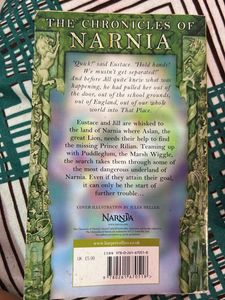 THE CHRONICLES OF
NARNIA
"Quick!" said Eustace. "Hold hands!
We mustn't get separated!"
And before Jill quite knew what was
happening, he had pulled her out of
the door, out of the school grounds,
out of England, out of our whole
world into That Place.
Eustace and Jill are whisked
to the land of Narnia where Aslan, the
great Lion, needs their help to find
the missing Prince Rilian. Teaming up
with Puddleglum, the Marsh Wiggle,
the search takes them through some of
the most dangerous underland of
Narnia. Even if they attain their goal,
it can only be the start of
further trouble...
NARNIA
www.harpercollins.co.uk
UK £5.99